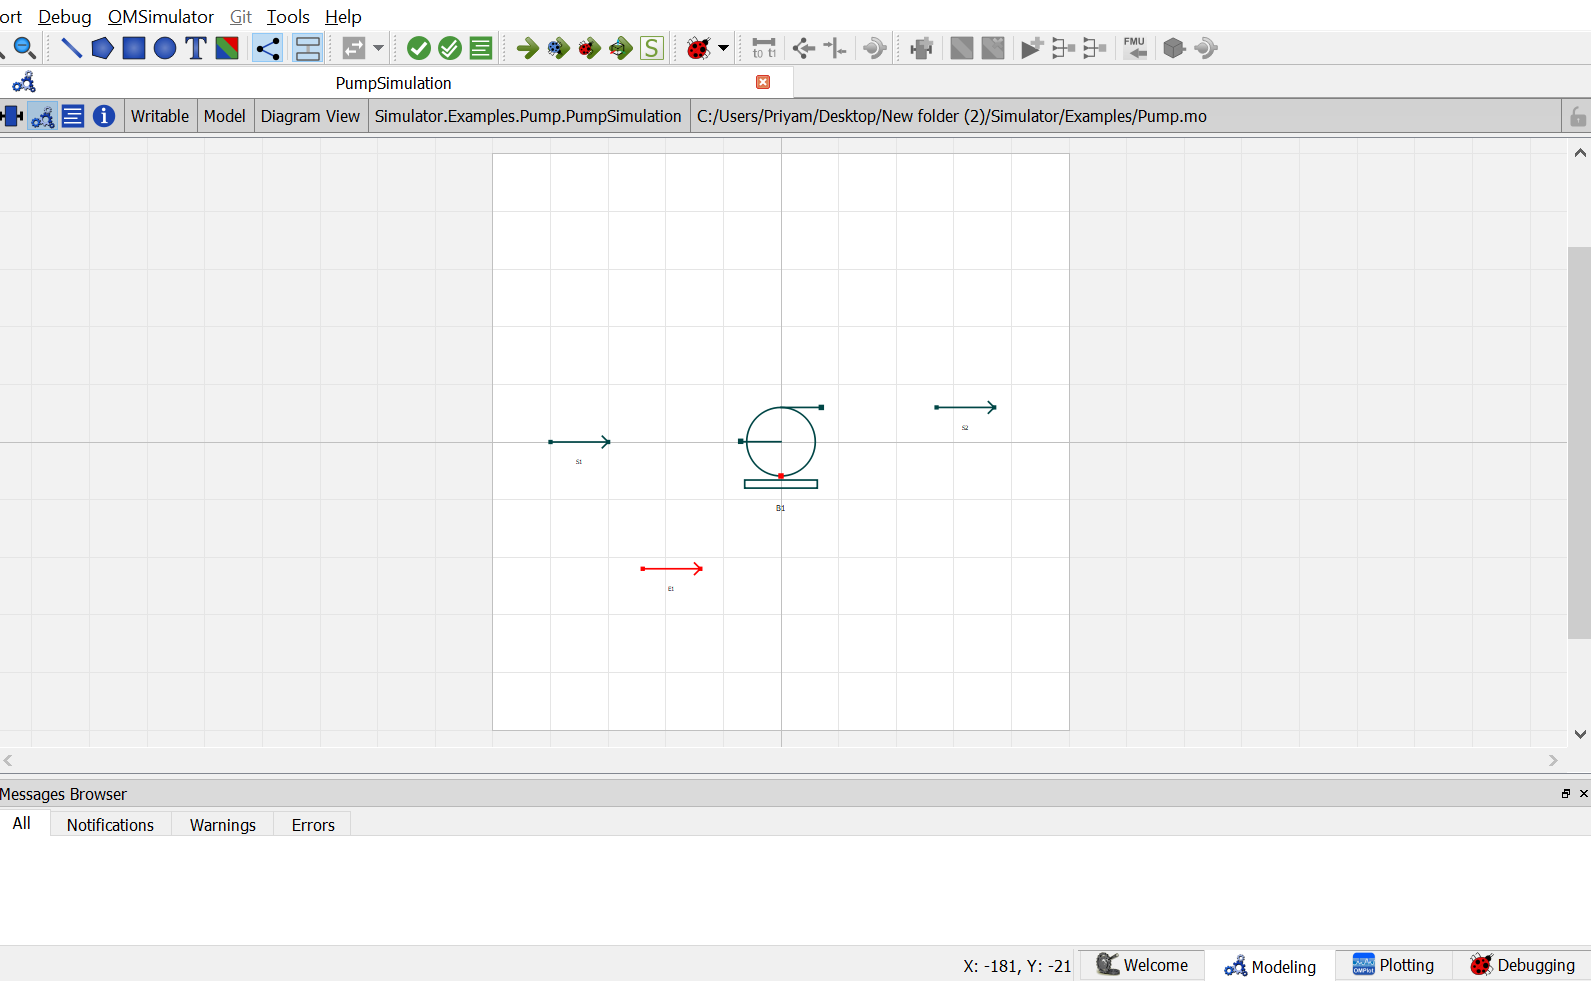 ort Debug OMSimulator Git Tools Help
T to t1 S FMU
PumpSimulation
i Writable Model Diagram View Simulator.Examples.Pump.PumpSimulation C:/Users/Priyam/Desktop/New folder (2)/Simulator/Examples/Pump.mo
S2
S1
B1
E1
Messages Browser
All Notifications Warnings Errors
X: -181, Y: -21 Welcome Modeling OMPlot Plotting Debugging